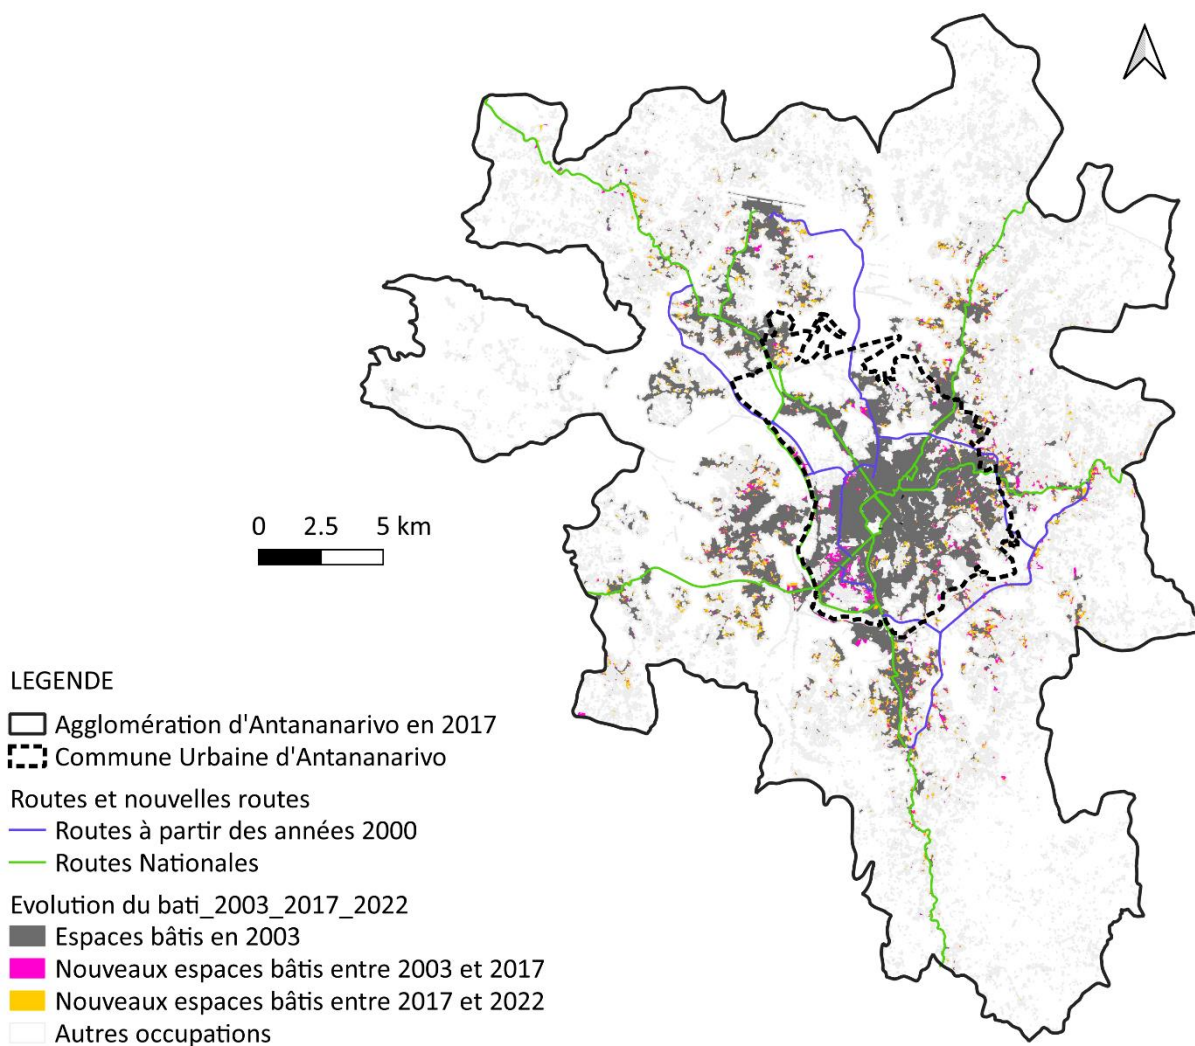 0 2.5 5 km
LEGENDE
Agglomération d'Antananarivo en 2017
Commune Urbaine d'Antananarivo
Routes et nouvelles routes
Routes à partir des années 2000
Routes Nationales
Evolution du bati_2003_2017_2022
Espaces bâtis en 2003
Nouveaux espaces bâtis entre 2003 et 2017
Nouveaux espaces bâtis entre 2017 et 2022
Autres occupations